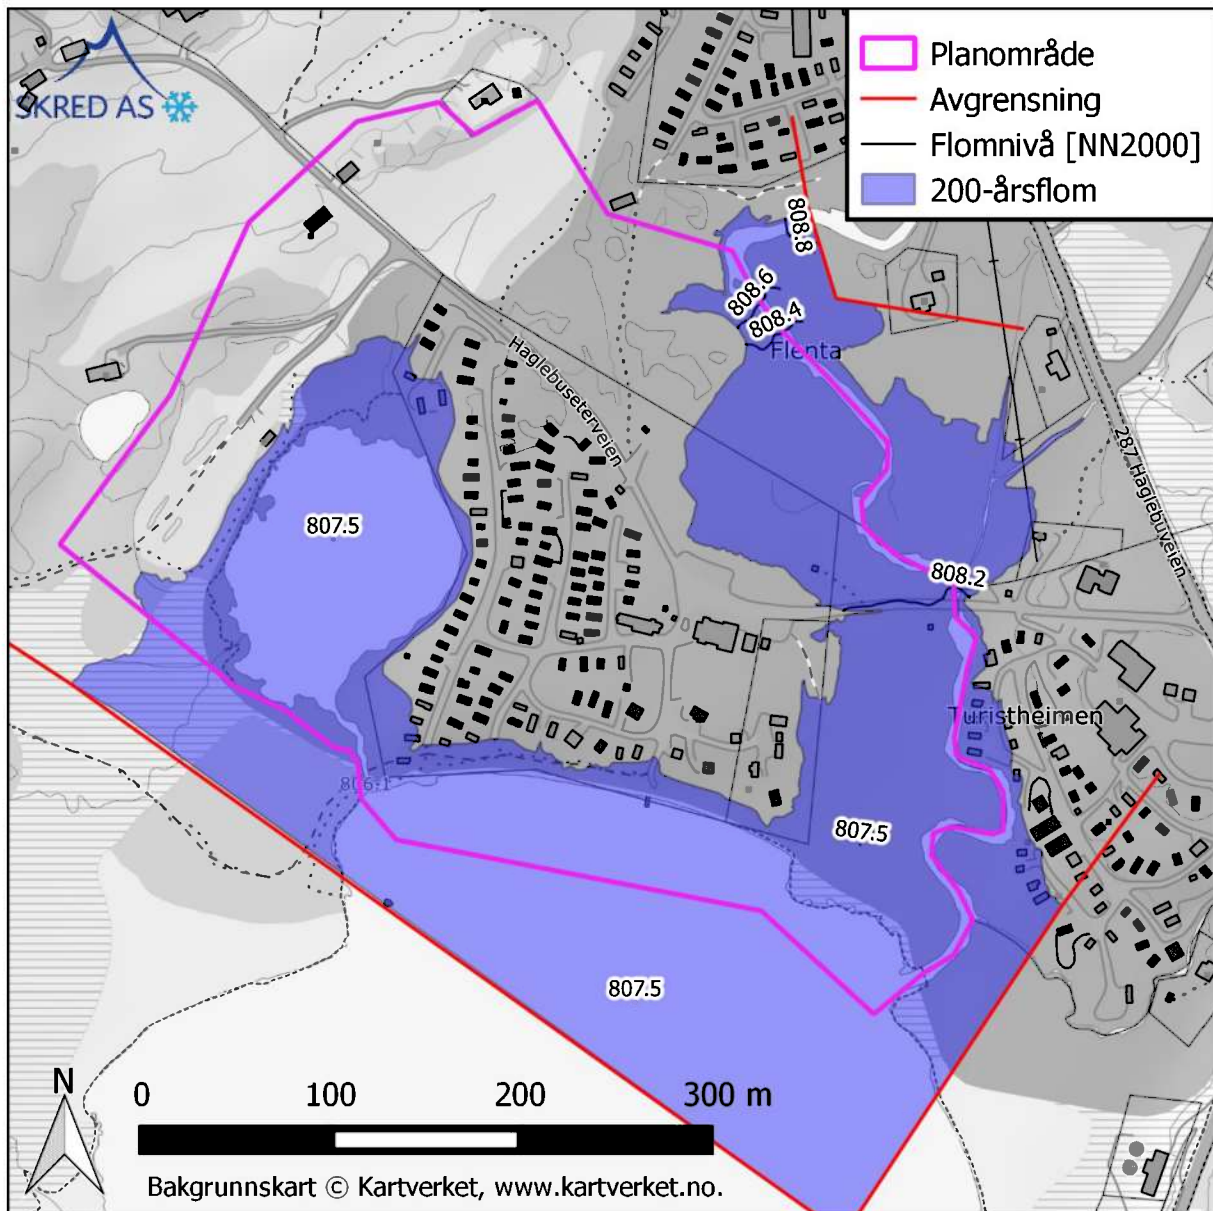 SKRED AS
Planområde
Avgrensning
Flomnivå [NN2000]
200-årsflom
808.8
808.6
808.4
Flenta
Haglebuseterveien
287 Haglebuveien
807.5
808.2
Turistheimen
806.1
807.5
807.5
N
0 100 200 300 m
Bakgrunnskart © Kartverket, www.kartverket.no.